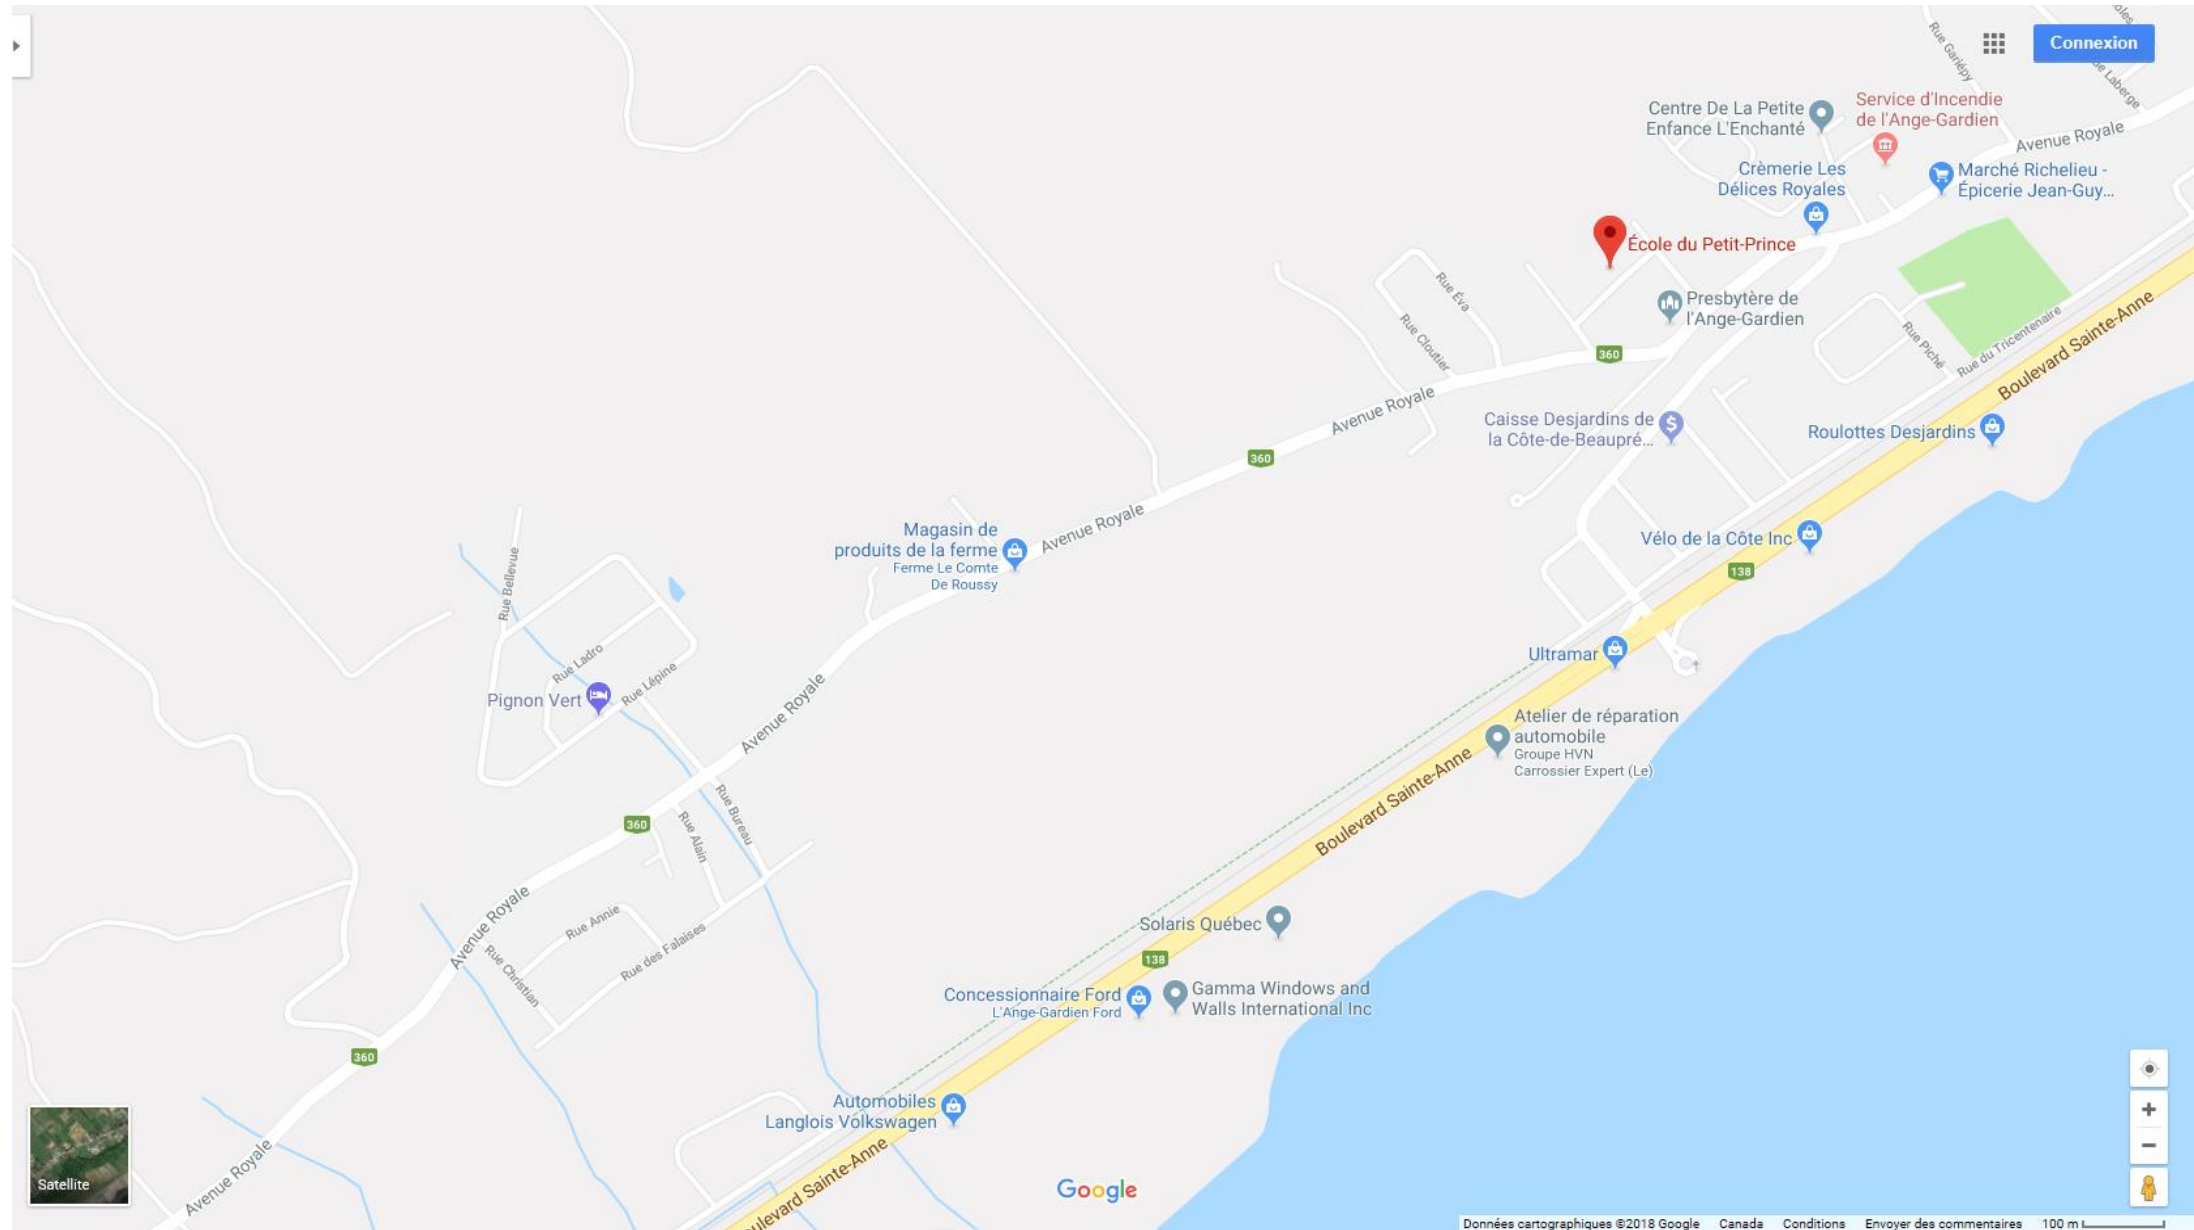 Connexion
Rue Gariépy
Laberge
Centre De La Petite
Enfance L'Enchanté
Service d'Incendie
de l'Ange-Gardien
Avenue Royale
Crèmerie Les
Délices Royales
Marché Richelieu -
Épicerie Jean-Guy...
École du Petit-Prince
Rue Éva
Rue Cloutier
Presbytère de
l'Ange-Gardien
360
Rue Piché
Rue du Tricentenaire
Boulevard Sainte-Anne
Avenue Royale
Caisse Desjardins de
la Côte-de-Beaupré...
Roulottes Desjardins
360
Avenue Royale
Magasin de
produits de la ferme
Ferme Le Comte
De Roussy
Vélo de la Côte Inc
138
Rue Bellevue
Rue Ladro
Rue Lépine
Pignon Vert
Ultramar
Avenue Royale
Atelier de réparation
automobile
Groupe HVN
Carrossier Expert (Le)
Boulevard Sainte-Anne
Rue Bureau
Rue Alain
360
Avenue Royale
Rue Annie
Rue des Falaises
Rue Christian
Solaris Québec
138
Concessionnaire Ford
L'Ange-Gardien Ford
Gamma Windows and
Walls International Inc
360
Automobiles
Langlois Volkswagen
Avenue Royale
ulevard Sainte-Anne
Satellite
Google
Données cartographiques ©2018 Google Canada Conditions Envoyer des commentaires 100 m